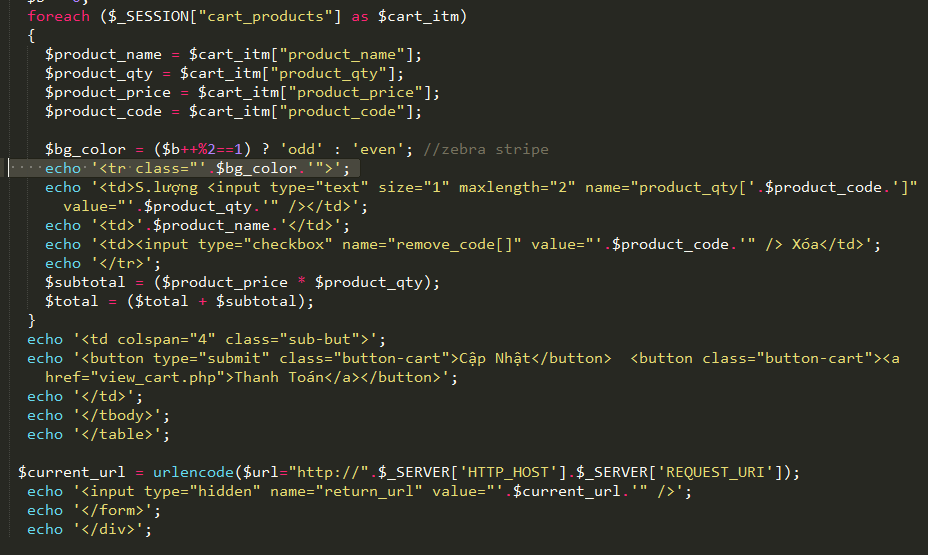 foreach ($_SESSION["cart_products"] as $cart_itm)
{
$product_name = $cart_itm["product_name"];
$product_qty = $cart_itm["product_qty"];
$product_price = $cart_itm["product_price"];
$product_code = $cart_itm["product_code"];
$bg_color = ($b++%2==1) ? 'odd' : 'even'; //zebra stripe
echo '<tr class="'.$bg_color.'">';
echo '<td>S.lượng <input type="text" size="1" maxlength="2" name="product_qty['.$product_code.']"
value="'.$product_qty.'" /></td>';
echo '<td>'.$product_name.'</td>';
echo '<td><input type="checkbox" name="remove_code[]" value="'.$product_code.'" /> Xóa</td>';
echo '</tr>';
$subtotal = ($product_price * $product_qty);
$total = ($total + $subtotal);
}
echo '<td colspan="4" class="sub-but">';
echo '<button type="submit" class="button-cart">Cập Nhật</button>  <button class="button-cart"><a
href="view_cart.php">Thanh Toán</a></button>';
echo '</td>';
echo '</tbody>';
echo '</table>';
$current_url = urlencode($url="http://".$_SERVER['HTTP_HOST'].$_SERVER['REQUEST_URI']);
echo '<input type="hidden" name="return_url" value="'.$current_url.'" />';
echo '</form>';
echo '</div>';